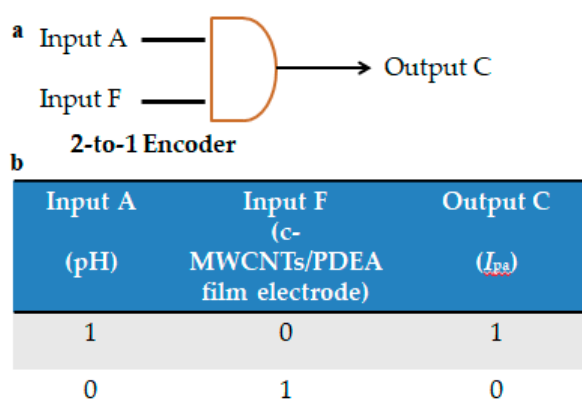 a Input A
Output C
Input F
2-to-1 Encoder
b
Input A Input F Output C
(c-
(pH) MWCNTs/PDEA (Ipa)
film electrode)
1 0 1
0 1 0